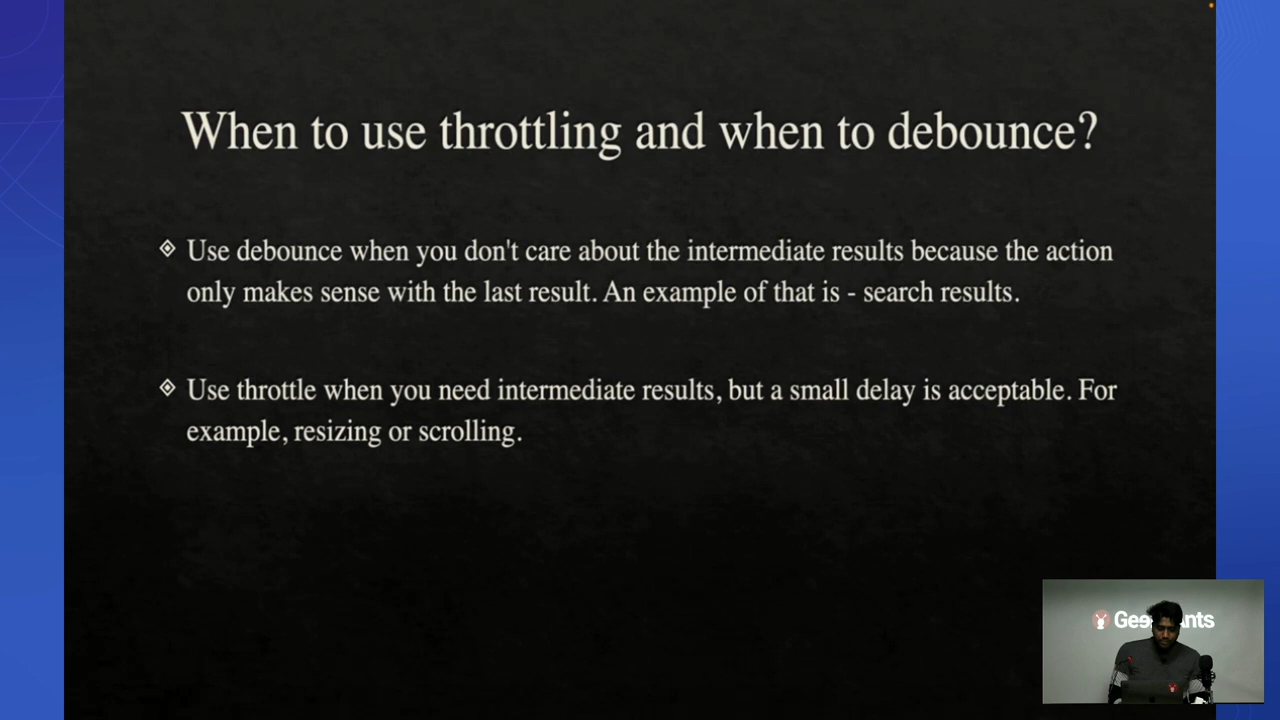 When to use throttling and when to debounce?
Use debounce when you don't care about the intermediate results because the action
only makes sense with the last result. An example of that is - search results.
Use throttle when you need intermediate results, but a small delay is acceptable. For
example, resizing or scrolling.